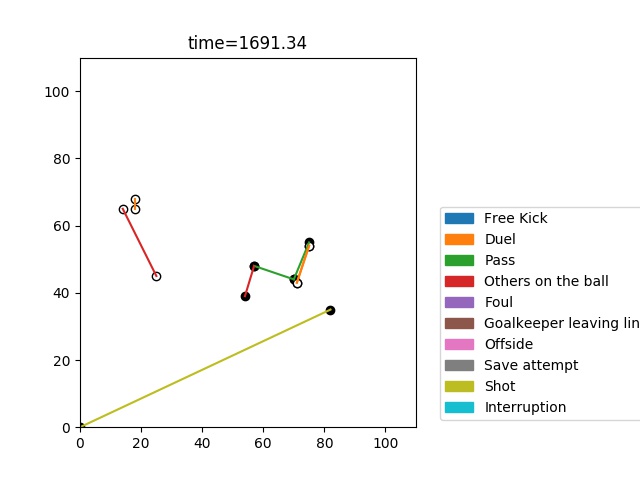 time=1691.34
100
80
60
40
20
0
0 20 40 60 80 100
Free Kick
Duel
Pass
Others on the ball
Foul
Goalkeeper leaving lin
Offside
Save attempt
Shot
Interruption